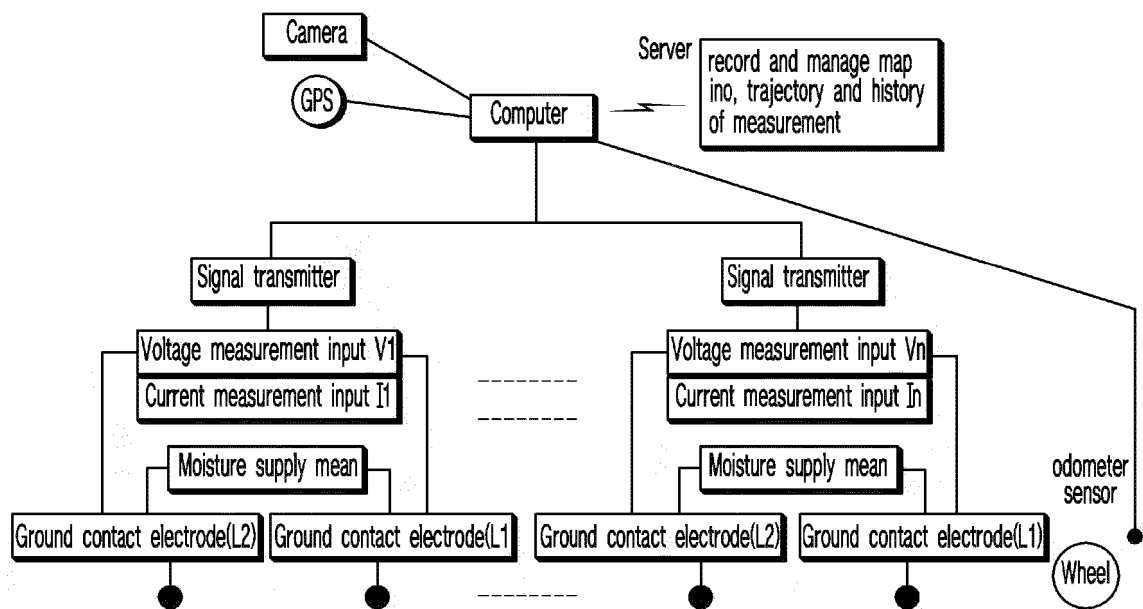 Camera
GPS
Computer
Server
record and manage map
ino, trajectory and history
of measurement
Signal transmitter
Signal transmitter
Voltage measurement input V1
Current measurement input I1
Voltage measurement input Vn
Current measurement input In
Moisture supply mean
Moisture supply mean
odometer
sensor
Ground contact electrode(L2)
Ground contact electrode(L1
Ground contact electrode(L2)
Ground contact electrode(L1)
Wheel